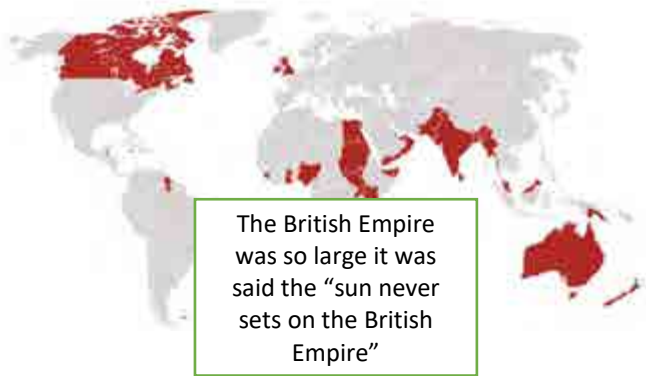 The British Empire
was so large it was
said the “sun never
sets on the British
Empire”